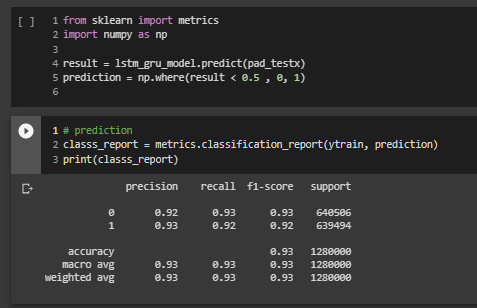 [ ] 1 from sklearn import metrics
2 import numpy as np
3
4 result = lstm_gru_model.predict(pad_testx)
5 prediction = np.where(result < 0.5 , 0, 1)
6
1 # prediction
2 classs_report = metrics.classification_report(ytrain, prediction)
3 print(classs_report)
precision recall f1-score support
0 0.92 0.93 0.93 640506
1 0.93 0.92 0.92 639494
accuracy 0.93 1280000
macro avg 0.93 0.93 0.93 1280000
weighted avg 0.93 0.93 0.93 1280000